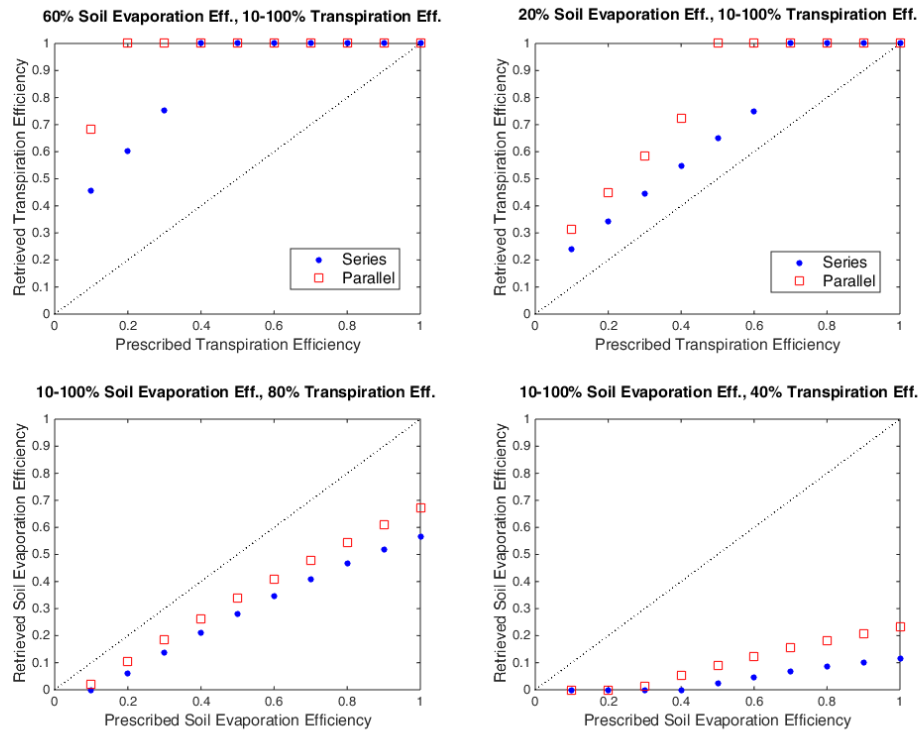 60% Soil Evaporation Eff., 10-100% Transpiration Eff.
1
0.9
0.8
0.7
0.6
0.5
0.4
0.3
0.2
0.1
0
Retrieved Transpiration Efficiency
Series
Parallel
0 0.2 0.4 0.6 0.8 1
Prescribed Transpiration Efficiency
20% Soil Evaporation Eff., 10-100% Transpiration Eff.
1
0.9
0.8
0.7
0.6
0.5
0.4
0.3
0.2
0.1
0
Retrieved Transpiration Efficiency
Series
Parallel
0 0.2 0.4 0.6 0.8 1
Prescribed Transpiration Efficiency
10-100% Soil Evaporation Eff., 80% Transpiration Eff.
1
0.9
0.8
0.7
0.6
0.5
0.4
0.3
0.2
0.1
0
Retrieved Soil Evaporation Efficiency
0 0.2 0.4 0.6 0.8 1
Prescribed Soil Evaporation Efficiency
10-100% Soil Evaporation Eff., 40% Transpiration Eff.
1
0.9
0.8
0.7
0.6
0.5
0.4
0.3
0.2
0.1
0
Retrieved Soil Evaporation Efficiency
0 0.2 0.4 0.6 0.8 1
Prescribed Soil Evaporation Efficiency